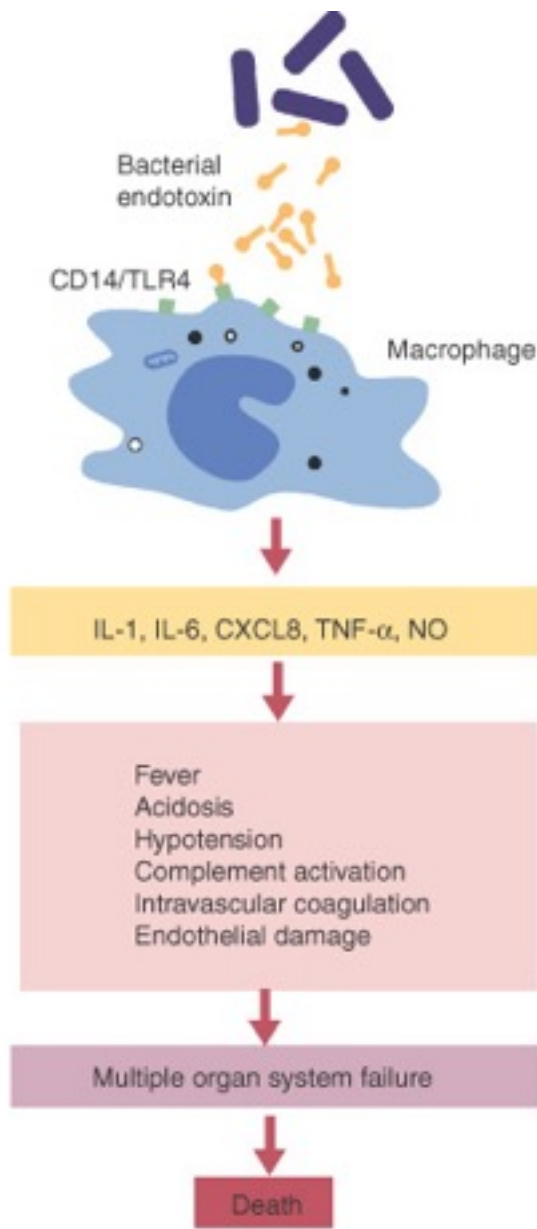 Bacterial
endotoxin
CD14/TLR4
Macrophage
IL-1, IL-6, CXCL8, TNF-α, NO
Fever
Acidosis
Hypotension
Complement activation
Intravascular coagulation
Endothelial damage
Multiple organ system failure
Death